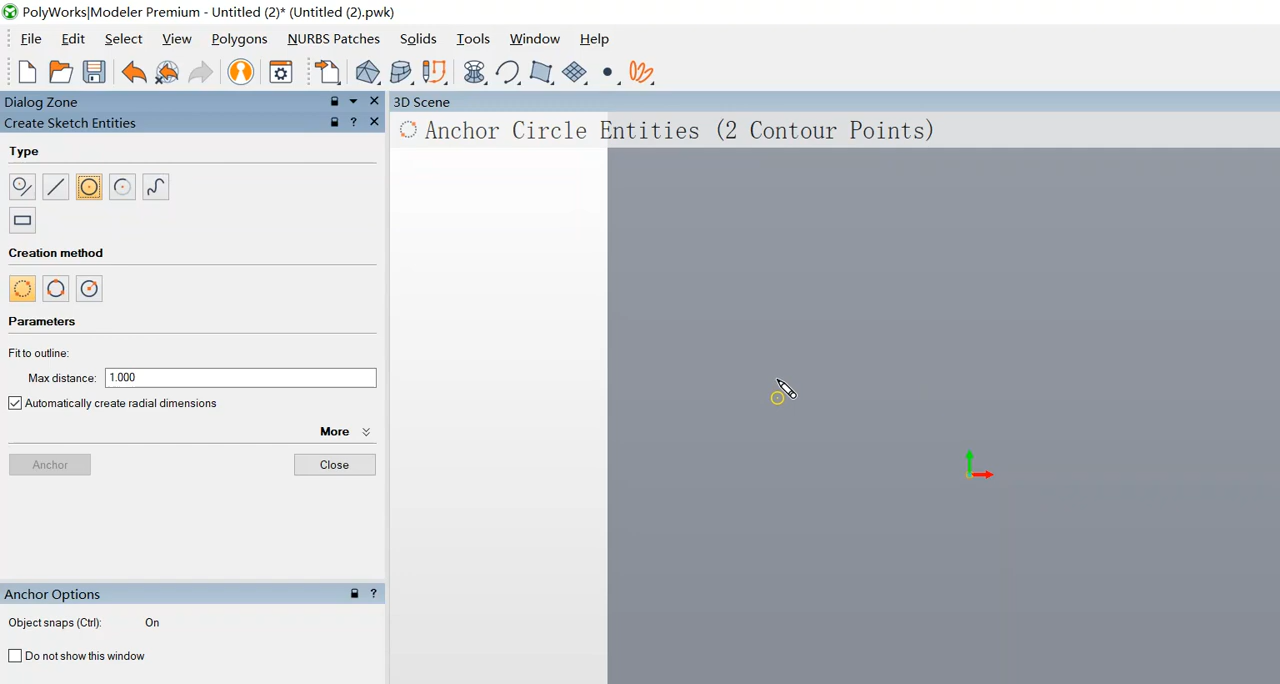 PolyWorks|Modeler Premium - Untitled (2)* (Untitled (2).pwk)
File Edit Select View Polygons NURBS Patches Solids Tools Window Help
Dialog Zone
3D Scene
Create Sketch Entities
Anchor Circle Entities (2 Contour Points)
Type
Creation method
Parameters
Fit to outline:
Max distance: 1.000
Automatically create radial dimensions
More
Anchor Close
Anchor Options
Object snaps (Ctrl): On
Do not show this window